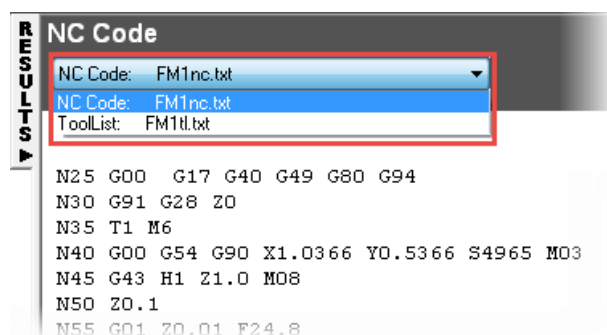 RESULTS
NC Code
NC Code: FM1nc.txt
NC Code: FM1nc.txt
ToolList: FM1tl.txt
N25 G00  G17 G40 G49 G80 G94
N30 G91 G28 Z0
N35 T1 M6
N40 G00 G54 G90 X1.0366 Y0.5366 S4965 M03
N45 G43 H1 Z1.0 M08
N50 Z0.1
N55 G01 Z0.01 F24.8